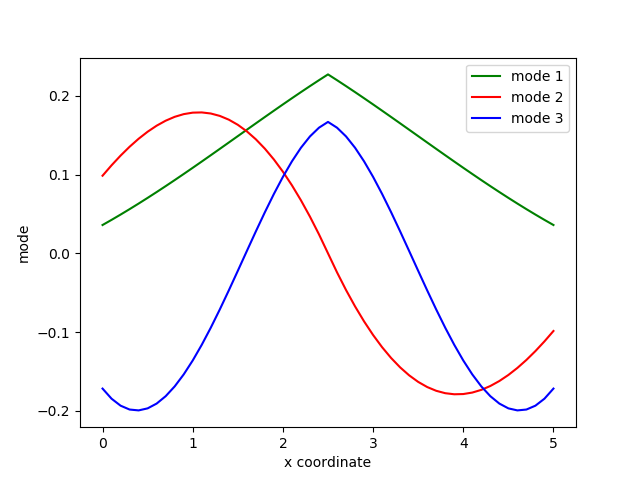 mode 1
mode 2
mode 3
0.2
0.1
0.0
−0.1
−0.2
mode
0 1 2 3 4 5
x coordinate